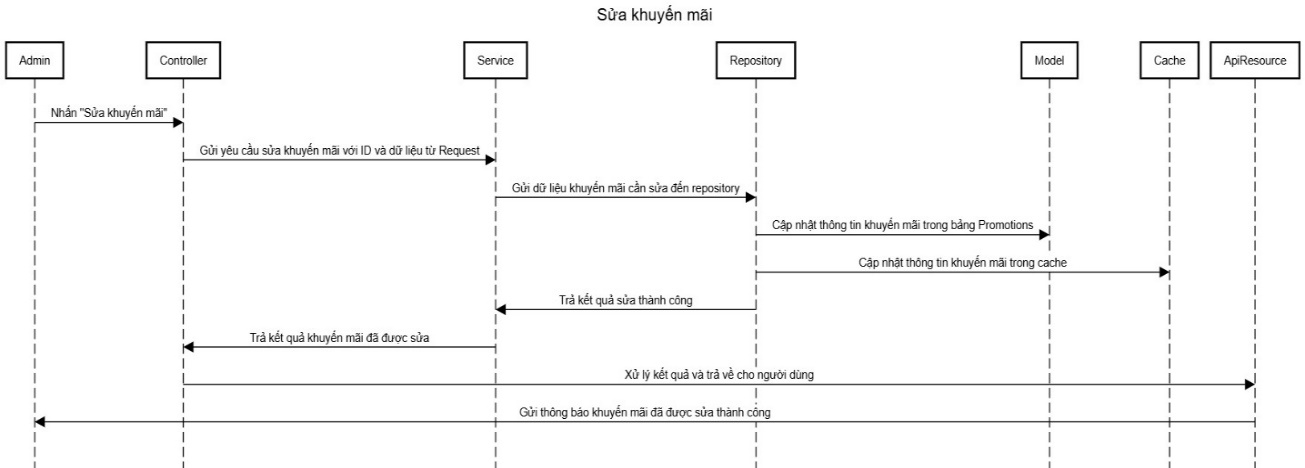 Sửa khuyến mãi
Admin
Controller
Service
Repository
Model
Cache
ApiResource
Nhấn "Sửa khuyến mãi"
Gửi yêu cầu sửa khuyến mãi với ID và dữ liệu từ Request
Gửi dữ liệu khuyến mãi cần sửa đến repository
Cập nhật thông tin khuyến mãi trong bảng Promotions
Cập nhật thông tin khuyến mãi trong cache
Trả kết quả sửa thành công
Trả kết quả khuyến mãi đã được sửa
Xử lý kết quả và trả về cho người dùng
Gửi thông báo khuyến mãi đã được sửa thành công